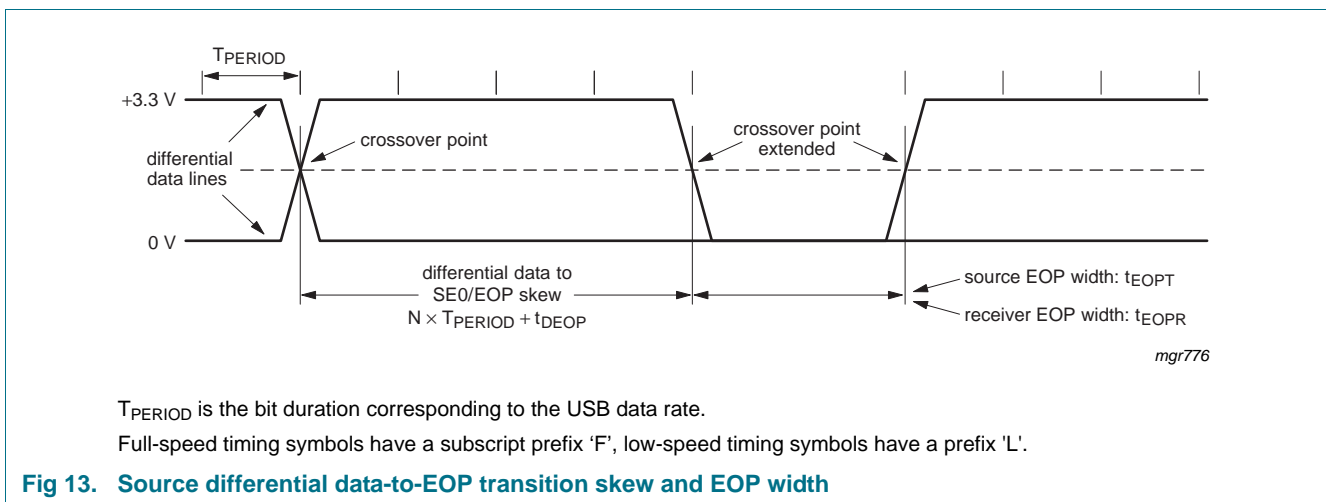 TPERIOD
+3.3 V
crossover point
crossover point
extended
differential
data lines
0 V
differential data to
SE0/EOP skew
N × TPERIOD + tDEOP
source EOP width: tEOPT
receiver EOP width: tEOPR
mgr776
TPERIOD is the bit duration corresponding to the USB data rate.
Full-speed timing symbols have a subscript prefix ‘F’, low-speed timing symbols have a prefix 'L'.
Fig 13. Source differential data-to-EOP transition skew and EOP width